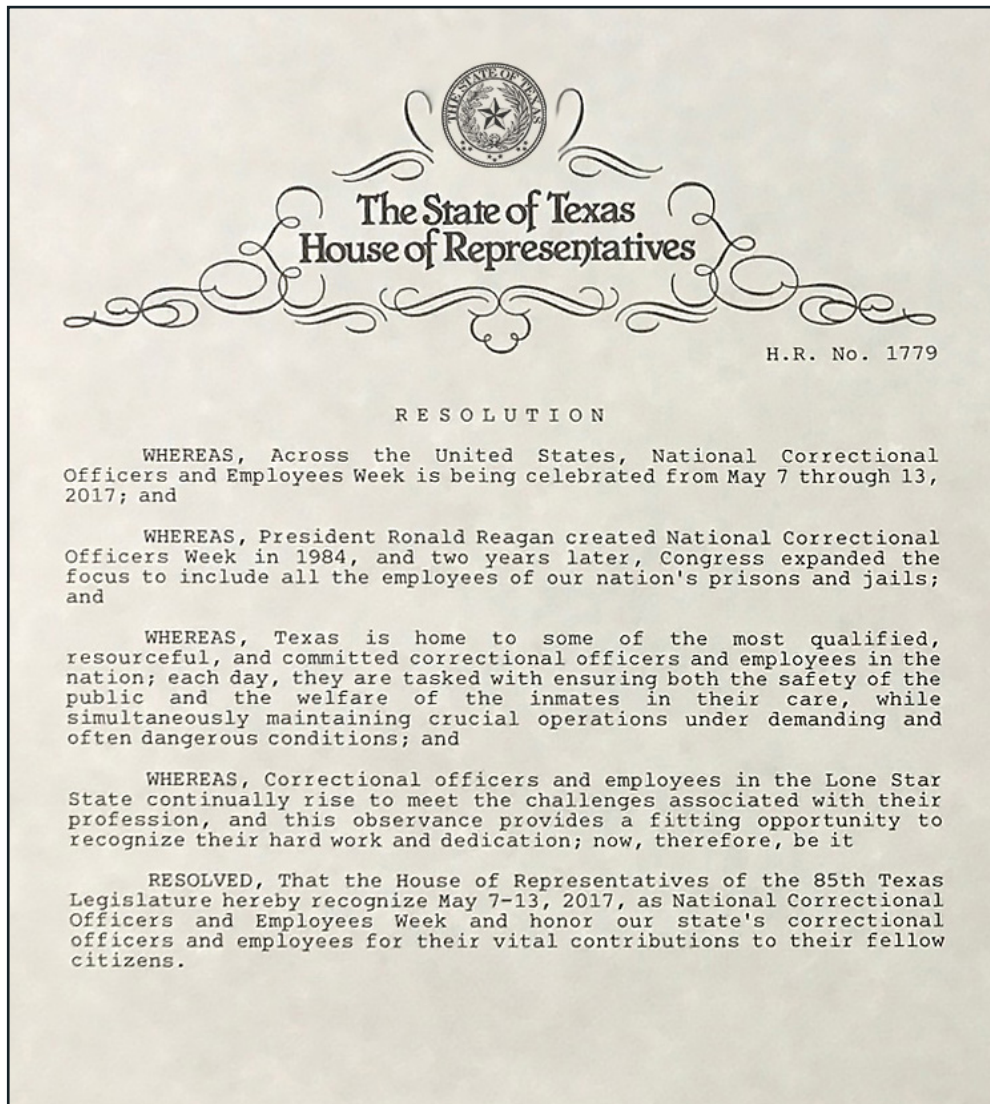 THE STATE OF TEXAS
The State of Texas
House of Representatives
H.R. No. 1779
RESOLUTION
WHEREAS, Across the United States, National Correctional
Officers and Employees Week is being celebrated from May 7 through 13,
2017; and
WHEREAS, President Ronald Reagan created National Correctional
Officers Week in 1984, and two years later, Congress expanded the
focus to include all the employees of our nation's prisons and jails;
and
WHEREAS, Texas is home to some of the most qualified,
resourceful, and committed correctional officers and employees in the
nation; each day, they are tasked with ensuring both the safety of the
public and the welfare of the inmates in their care, while
simultaneously maintaining crucial operations under demanding and
often dangerous conditions; and
WHEREAS, Correctional officers and employees in the Lone Star
State continually rise to meet the challenges associated with their
profession, and this observance provides a fitting opportunity to
recognize their hard work and dedication; now, therefore, be it
RESOLVED, That the House of Representatives of the 85th Texas
Legislature hereby recognize May 7-13, 2017, as National Correctional
Officers and Employees Week and honor our state's correctional
officers and employees for their vital contributions to their fellow
citizens.